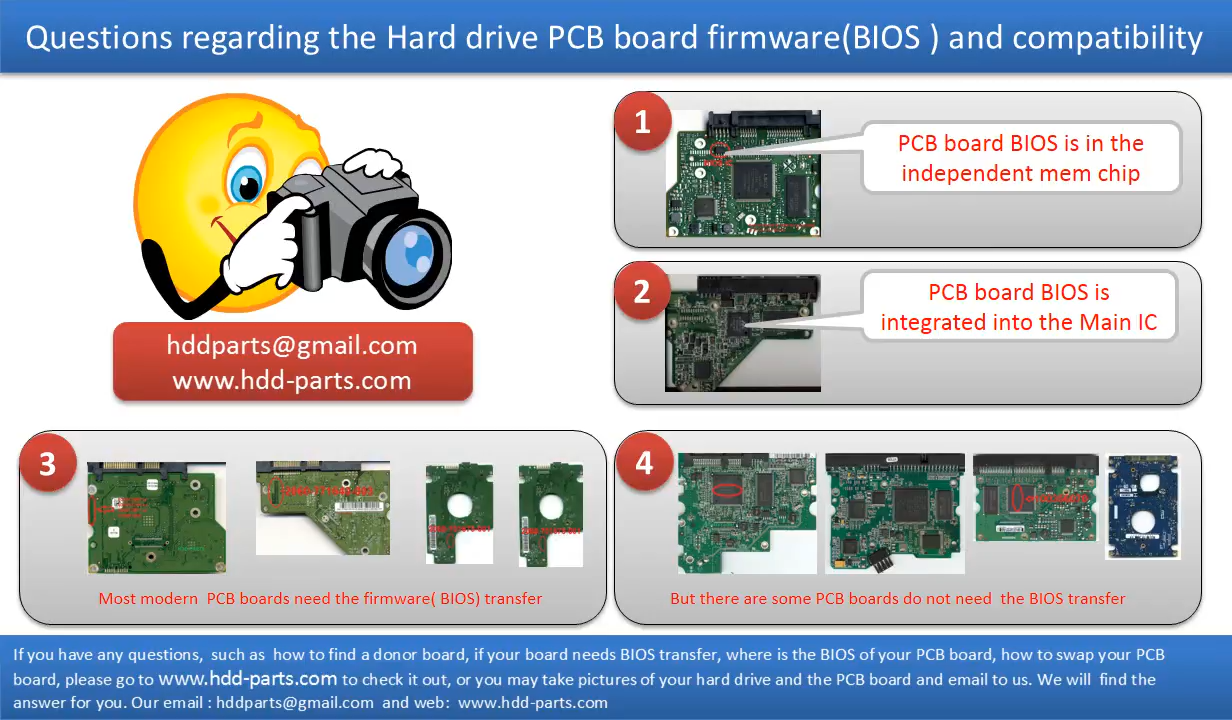 Questions regarding the Hard drive PCB board firmware(BIOS ) and compatibility
hddparts@gmail.com
www.hdd-parts.com
1
PCB board BIOS is in the
independent mem chip
2
PCB board BIOS is
integrated into the Main IC
3
Most modern PCB boards need the firmware( BIOS) transfer
4
But there are some PCB boards do not need the BIOS transfer
If you have any questions, such as how to find a donor board, if your board needs BIOS transfer, where is the BIOS of your PCB board, how to swap your PCB
board, please go to www.hdd-parts.com to check it out, or you may take pictures of your hard drive and the PCB board and email to us. We will find the
answer for you. Our email : hddparts@gmail.com and web: www.hdd-parts.com